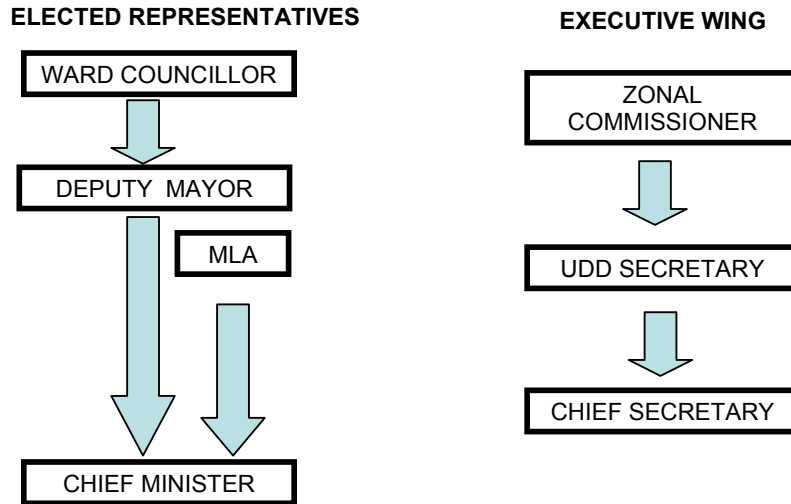 ELECTED REPRESENTATIVES
WARD COUNCILLOR
DEPUTY MAYOR
MLA
CHIEF MINISTER
EXECUTIVE WING
ZONAL
COMMISSIONER
UDD SECRETARY
CHIEF SECRETARY